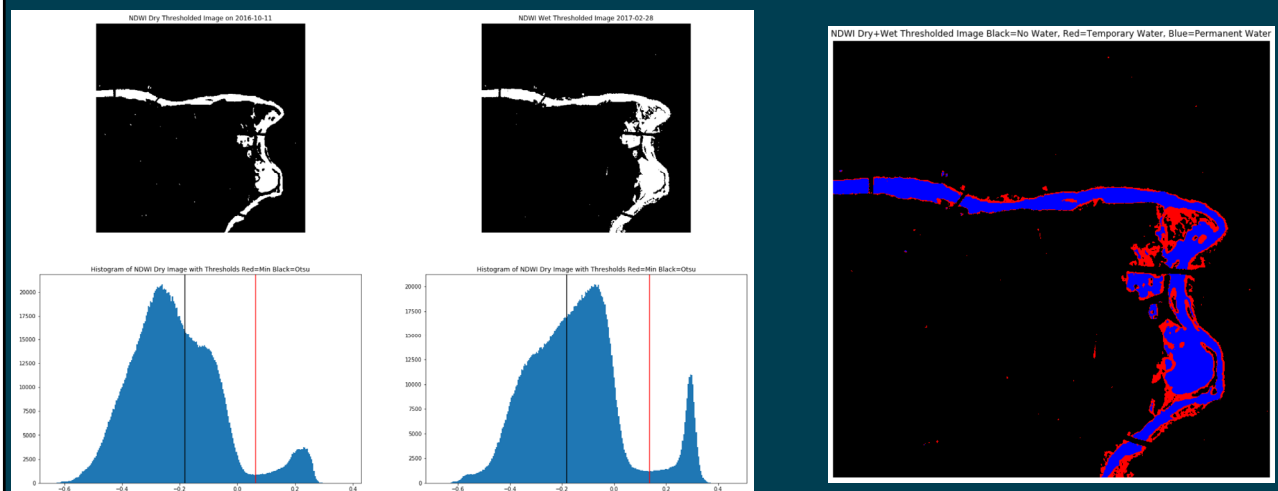 NDWI Dry Thresholded Image on 2016-10-11
NDWI Wet Thresholded Image 2017-02-28
NDWI Dry+Wet Thresholded Image Black=No Water, Red=Temporary Water, Blue=Permanent Water
Histogram of NDWI Dry Image with Thresholds Red=Min Black=Otsu
20000
17500
15000
12500
10000
7500
5000
2500
0
−0.6 −0.4 −0.2 0.0 0.2 0.4
Histogram of NDWI Dry Image with Thresholds Red=Min Black=Otsu
20000
17500
15000
12500
10000
7500
5000
2500
0
−0.6 −0.4 −0.2 0.0 0.2 0.4